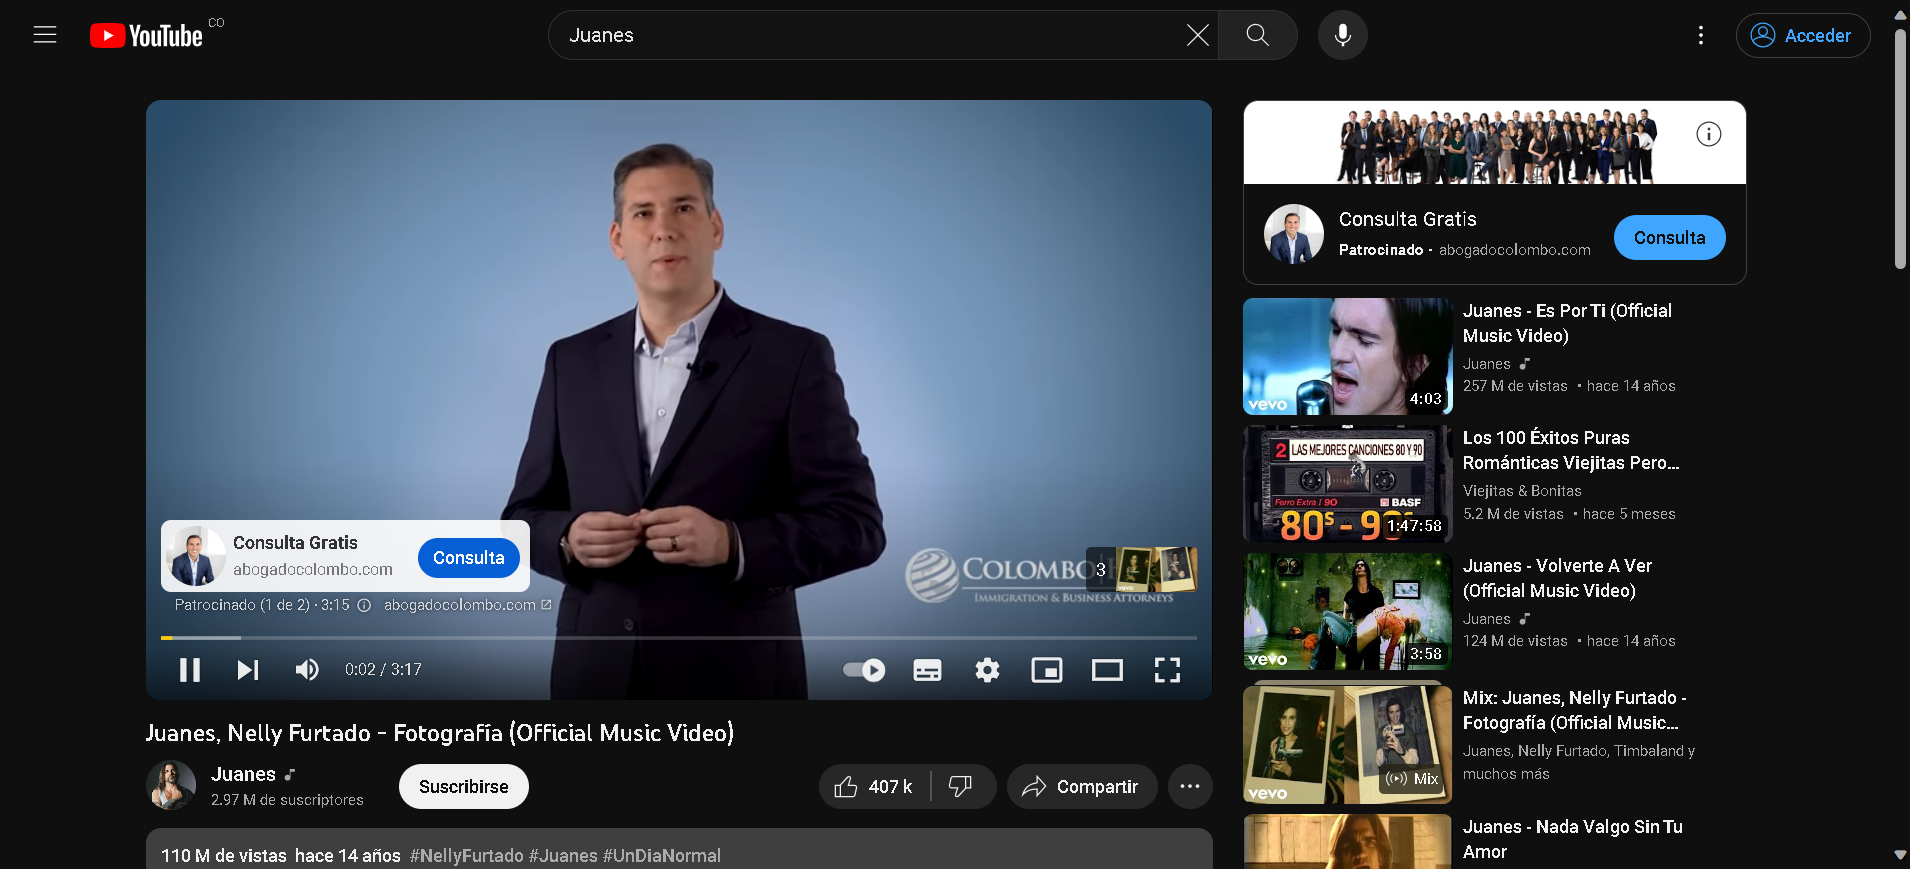 YouTube CO
Juanes
Acceder
Consulta Gratis
abogadocolombo.com
Consulta
COLOMBO
IMMIGRATION & BUSINESS ATTORNEYS
3
Patrocinado (1 de 2) · 3:15
abogadocolombo.com
0:02 / 3:17
Juanes, Nelly Furtado - Fotografía (Official Music Video)
Juanes
2.97 M de suscriptores
Suscribirse
407 k
Compartir
110 M de vistas hace 14 años #NellyFurtado #Juanes #UnDiaNormal
Consulta Gratis
Patrocinado · abogadocolombo.com
Consulta
vevo
4:03
Juanes - Es Por Ti (Official
Music Video)
Juanes
257 M de vistas • hace 14 años
2 LAS MEJORES CANCIONES 80 Y 90
Ferro Extra I 90
BASF
80s - 90s
1:47:58
Los 100 Éxitos Puras
Románticas Viejitas Pero...
Viejitas & Bonitas
5.2 M de vistas • hace 5 meses
vevo
3:58
Juanes - Volverte A Ver
(Official Music Video)
Juanes
124 M de vistas • hace 14 años
vevo
Mix
Mix: Juanes, Nelly Furtado -
Fotografía (Official Music...
Juanes, Nelly Furtado, Timbaland y
muchos más
Juanes - Nada Valgo Sin Tu
Amor